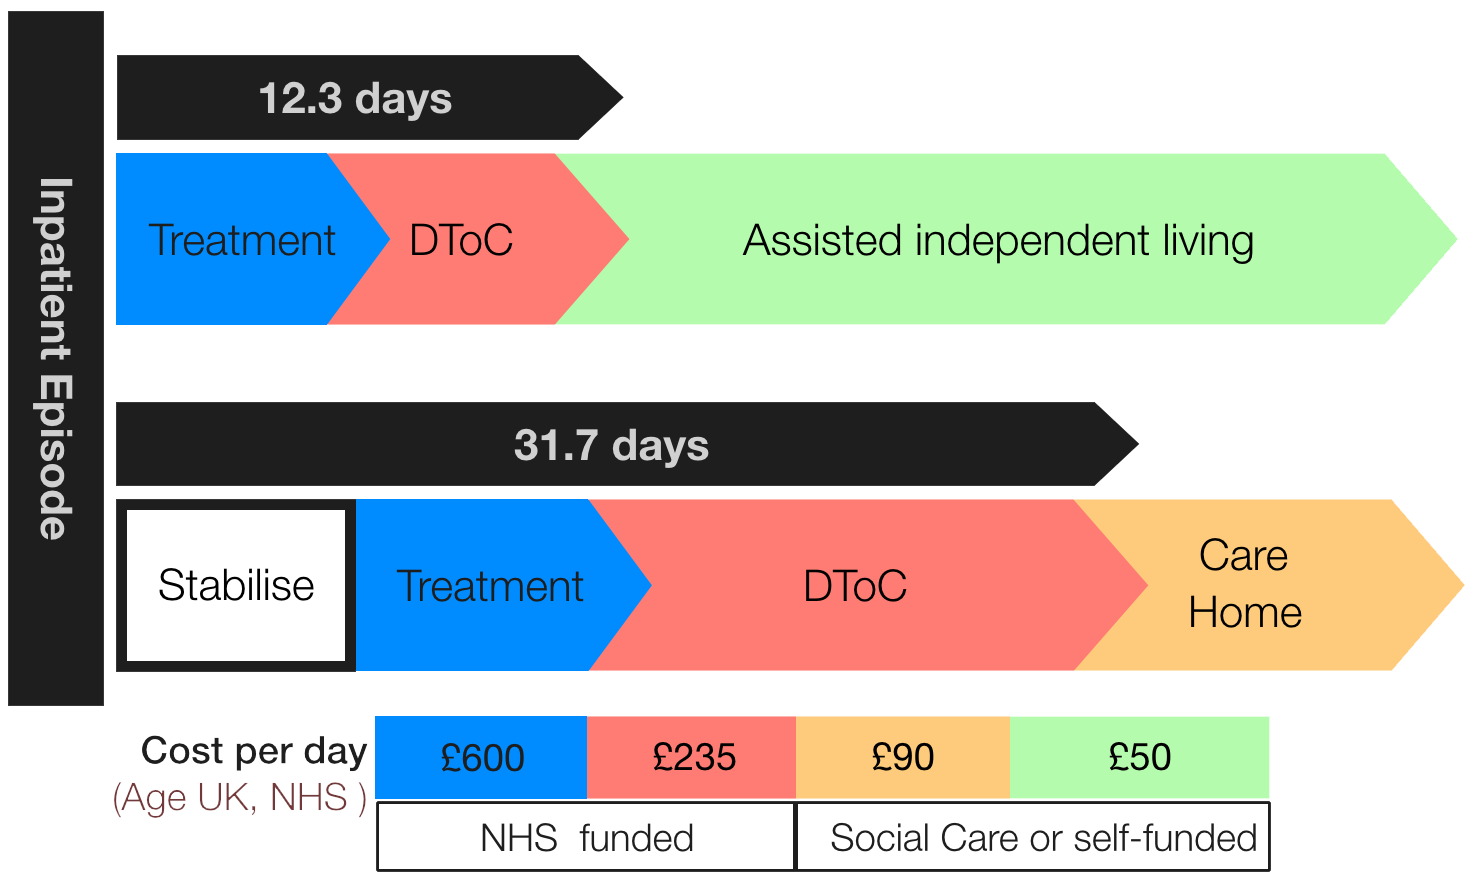 Inpatient Episode
12.3 days
Treatment
DToC
Assisted independent living
31.7 days
Stabilise
Treatment
DToC
Care
Home
Cost per day
(Age UK, NHS )
£600
£235
£90
£50
NHS funded
Social Care or self-funded